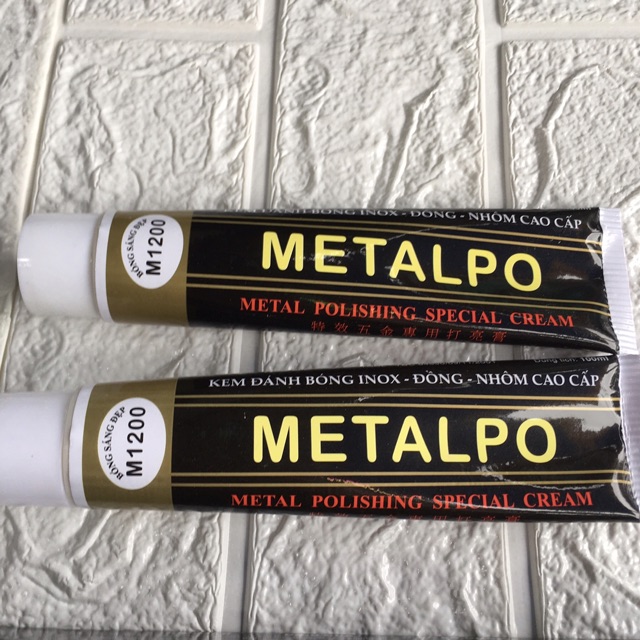 ĐÁNH BÓNG INOX - ĐỒNG - NHÔM CAO CẤP
BÓNG SÁNG ĐẸP
M1200
METALPO
METAL POLISHING SPECIAL CREAM
特效五金專用打亮膏
100ml
KEM ĐÁNH BÓNG INOX - ĐỒNG - NHÔM CAO CẤP
BÓNG SÁNG ĐẸP
M1200
METALPO
METAL POLISHING SPECIAL CREAM